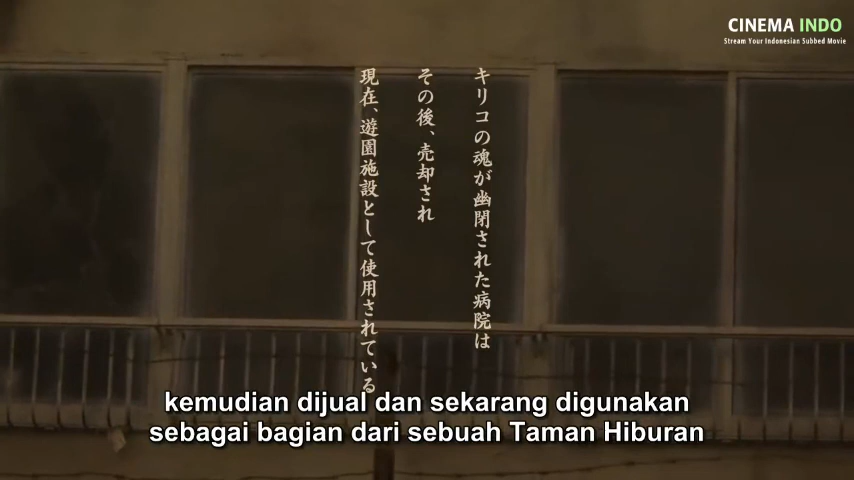 CINEMA INDO
Stream Your Indonesian Subbed Movie
キリコの魂が幽閉された病院は
その後、売却され
現在、遊園施設として使用されている
kemudian dijual dan sekarang digunakan
sebagai bagian dari sebuah Taman Hiburan